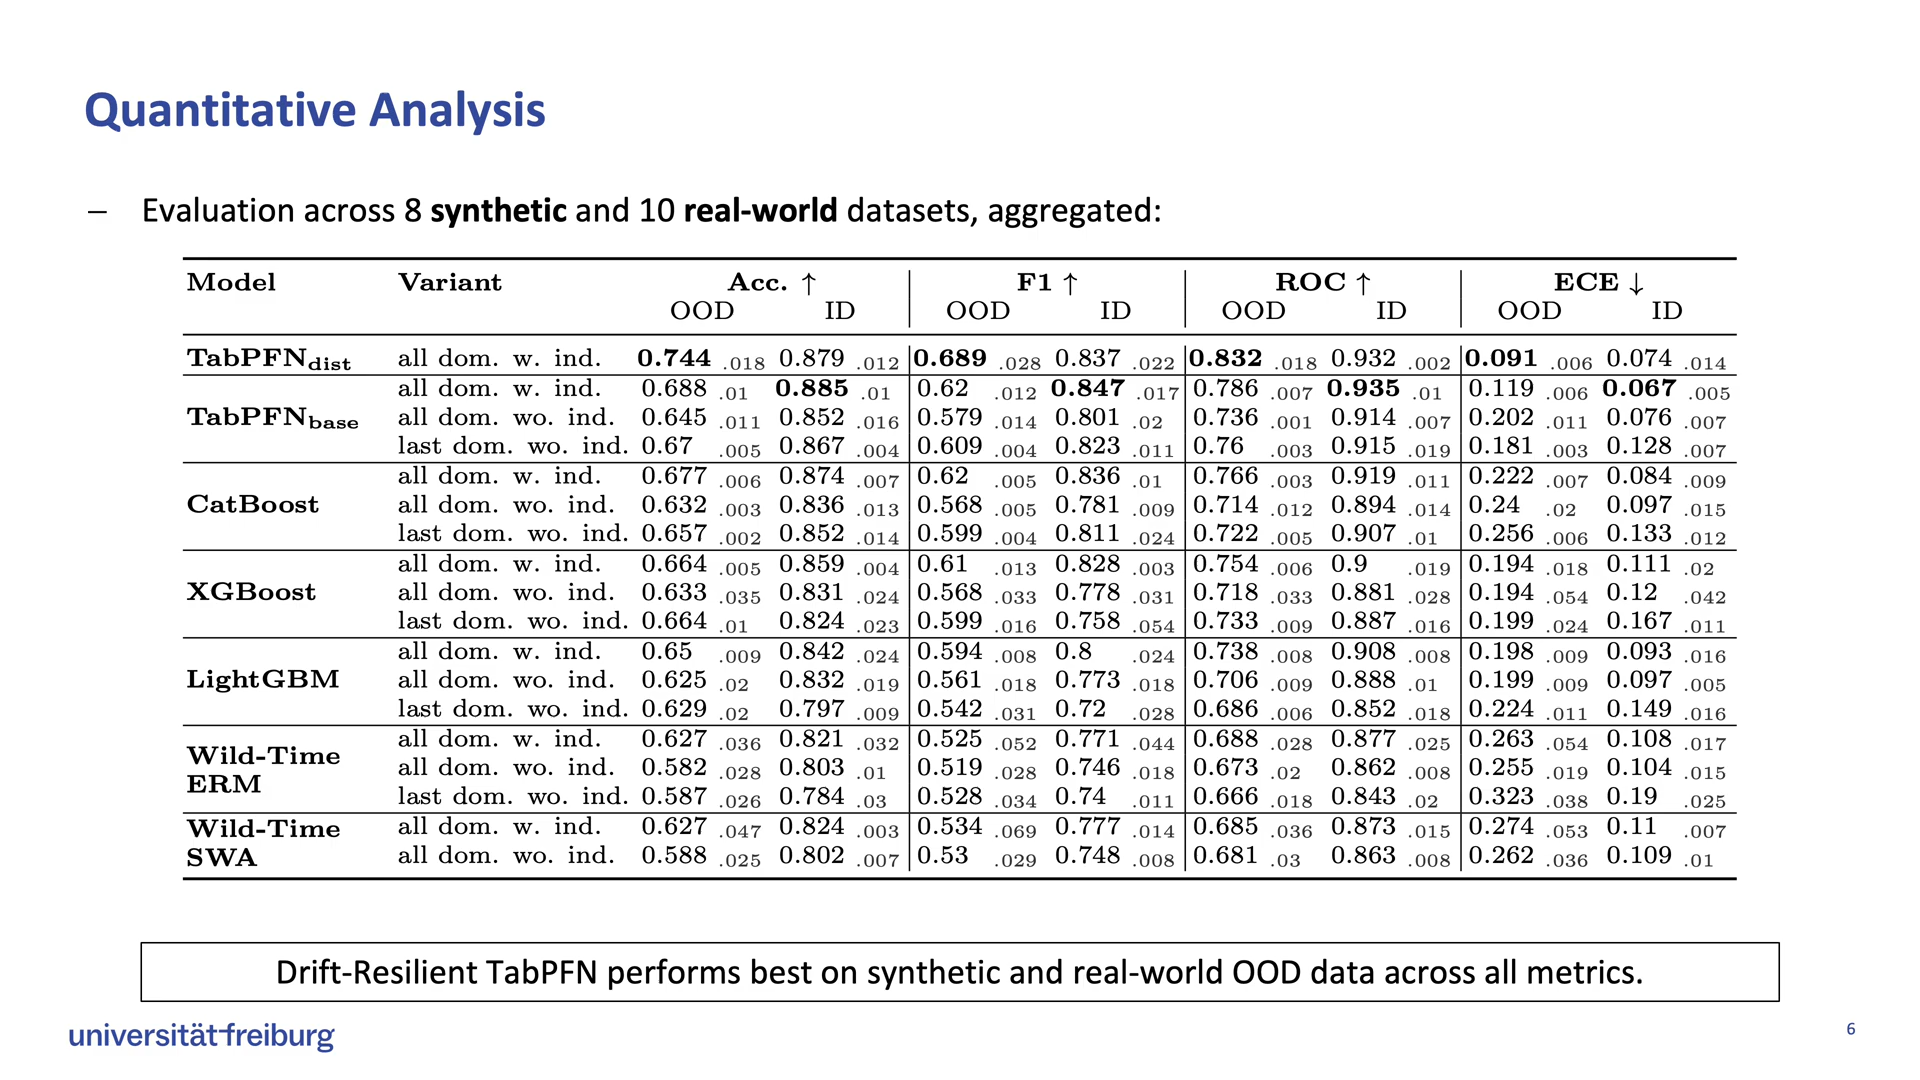 Quantitative Analysis
– Evaluation across 8 synthetic and 10 real-world datasets, aggregated:
Model Variant Acc. ↑ F1 ↑ ROC ↑ ECE ↓
OOD ID OOD ID OOD ID OOD ID
TabPFNdist all dom. w. ind. 0.744 .018 0.879 .012 0.689 .028 0.837 .022 0.832 .018 0.932 .002 0.091 .006 0.074 .014
all dom. w. ind. 0.688 .01 0.885 .01 0.62 .012 0.847 .017 0.786 .007 0.935 .01 0.119 .006 0.067 .005
TabPFNbase all dom. wo. ind. 0.645 .011 0.852 .016 0.579 .014 0.801 .02 0.736 .001 0.914 .007 0.202 .011 0.076 .007
last dom. wo. ind. 0.67 .005 0.867 .004 0.609 .004 0.823 .011 0.76 .003 0.915 .019 0.181 .003 0.128 .007
all dom. w. ind. 0.677 .006 0.874 .007 0.62 .005 0.836 .01 0.766 .003 0.919 .011 0.222 .007 0.084 .009
CatBoost all dom. wo. ind. 0.632 .003 0.836 .013 0.568 .005 0.781 .009 0.714 .012 0.894 .014 0.24 .02 0.097 .015
last dom. wo. ind. 0.657 .002 0.852 .014 0.599 .004 0.811 .024 0.722 .005 0.907 .01 0.256 .006 0.133 .012
all dom. w. ind. 0.664 .005 0.859 .004 0.61 .013 0.828 .003 0.754 .006 0.9 .019 0.194 .018 0.111 .02
XGBoost all dom. wo. ind. 0.633 .035 0.831 .024 0.568 .033 0.778 .031 0.718 .033 0.881 .028 0.194 .054 0.12 .042
last dom. wo. ind. 0.664 .01 0.824 .023 0.599 .016 0.758 .054 0.733 .009 0.887 .016 0.199 .024 0.167 .011
all dom. w. ind. 0.65 .009 0.842 .024 0.594 .008 0.8 .024 0.738 .008 0.908 .008 0.198 .009 0.093 .016
LightGBM all dom. wo. ind. 0.625 .02 0.832 .019 0.561 .018 0.773 .018 0.706 .009 0.888 .01 0.199 .009 0.097 .005
last dom. wo. ind. 0.629 .02 0.797 .009 0.542 .031 0.72 .028 0.686 .006 0.852 .018 0.224 .011 0.149 .016
Wild-Time all dom. w. ind. 0.627 .036 0.821 .032 0.525 .052 0.771 .044 0.688 .028 0.877 .025 0.263 .054 0.108 .017
ERM all dom. wo. ind. 0.582 .028 0.803 .01 0.519 .028 0.746 .018 0.673 .02 0.862 .008 0.255 .019 0.104 .015
last dom. wo. ind. 0.587 .026 0.784 .03 0.528 .034 0.74 .011 0.666 .018 0.843 .02 0.323 .038 0.19 .025
Wild-Time all dom. w. ind. 0.627 .047 0.824 .003 0.534 .069 0.777 .014 0.685 .036 0.873 .015 0.274 .053 0.11 .007
SWA all dom. wo. ind. 0.588 .025 0.802 .007 0.53 .029 0.748 .008 0.681 .03 0.863 .008 0.262 .036 0.109 .01
Drift-Resilient TabPFN performs best on synthetic and real-world OOD data across all metrics.
universität freiburg
6